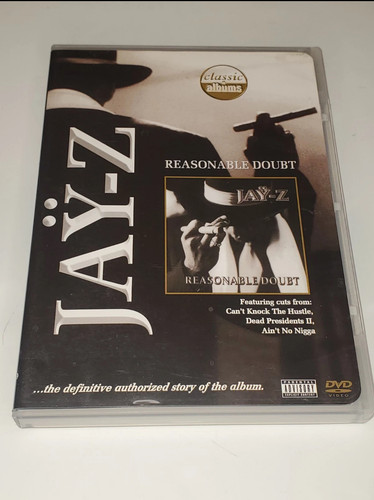 classic
albums
JAŸ-Z
REASONABLE DOUBT
JAŸ-Z
REASONABLE DOUBT
Featuring cuts from:
Can't Knock The Hustle,
Dead Presidents II,
Ain't No Nigga
...the definitive authorized story of the album.
PARENTAL
ADVISORY
EXPLICIT CONTENT
DVD
VIDEO